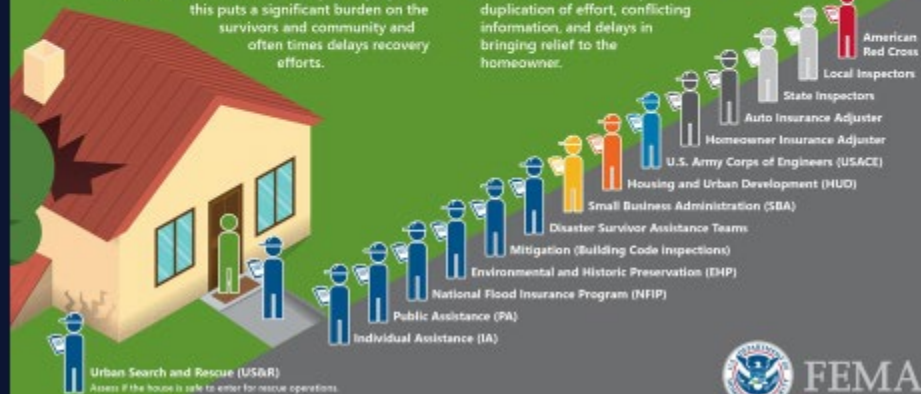 this puts a significant burden on the
survivors and community and
often times delays recovery
efforts.
duplication of effort, conflicting
information, and delays in
bringing relief to the
homeowner.
American
Red Cross
Local Inspectors
State Inspectors
Auto Insurance Adjuster
Homeowner Insurance Adjuster
U.S. Army Corps of Engineers (USACE)
Housing and Urban Development (HUD)
Small Business Administration (SBA)
Disaster Survivor Assistance Teams
Mitigation (Building Code inspections)
Environmental and Historic Preservation (EHP)
National Flood Insurance Program (NFIP)
Public Assistance (PA)
Individual Assistance (IA)
Urban Search and Rescue (US&R)
Assess if the house is safe to enter for rescue operations.
FEMA